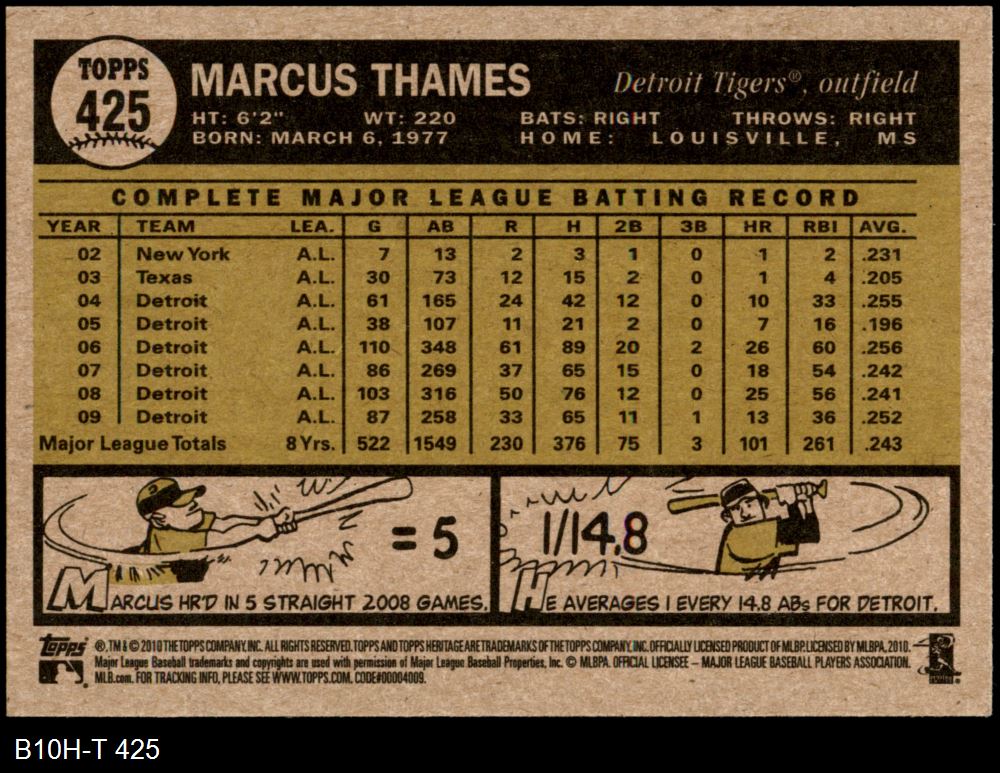 TOPPS
425
MARCUS THAMES
Detroit Tigers®, outfield
HT: 6'2" WT: 220 BATS: RIGHT THROWS: RIGHT
BORN: MARCH 6, 1977 HOME: LOUISVILLE, MS
COMPLETE MAJOR LEAGUE BATTING RECORD
YEAR TEAM LEA. G AB R H 2B 3B HR RBI AVG.
02 New York A.L. 7 13 2 3 1 0 1 2 .231
03 Texas A.L. 30 73 12 15 2 0 1 4 .205
04 Detroit A.L. 61 165 24 42 12 0 10 33 .255
05 Detroit A.L. 38 107 11 21 2 0 7 16 .196
06 Detroit A.L. 110 348 61 89 20 2 26 60 .256
07 Detroit A.L. 86 269 37 65 15 0 18 54 .242
08 Detroit A.L. 103 316 50 76 12 0 25 56 .241
09 Detroit A.L. 87 258 33 65 11 1 13 36 .252
Major League Totals 8 Yrs. 522 1549 230 376 75 3 101 261 .243
= 5
MARCUS HR'D IN 5 STRAIGHT 2008 GAMES.
1/14.8
HE AVERAGES 1 EVERY 14.8 ABs FOR DETROIT.
Topps ®, TM & © 2010 THE TOPPS COMPANY, INC. ALL RIGHTS RESERVED. TOPPS AND TOPPS HERITAGE ARE TRADEMARKS OF THE TOPPS COMPANY, INC. OFFICIALLY LICENSED PRODUCT OF MLBP. LICENSED BY MLBPA, 2010.
Major League Baseball trademarks and copyrights are used with permission of Major League Baseball Properties, Inc. © MLBPA. OFFICIAL LICENSEE – MAJOR LEAGUE BASEBALL PLAYERS ASSOCIATION.
MLB.com. FOR TRACKING INFO, PLEASE SEE WWW.TOPPS.COM. CODE#00004009.
B10H-T 425